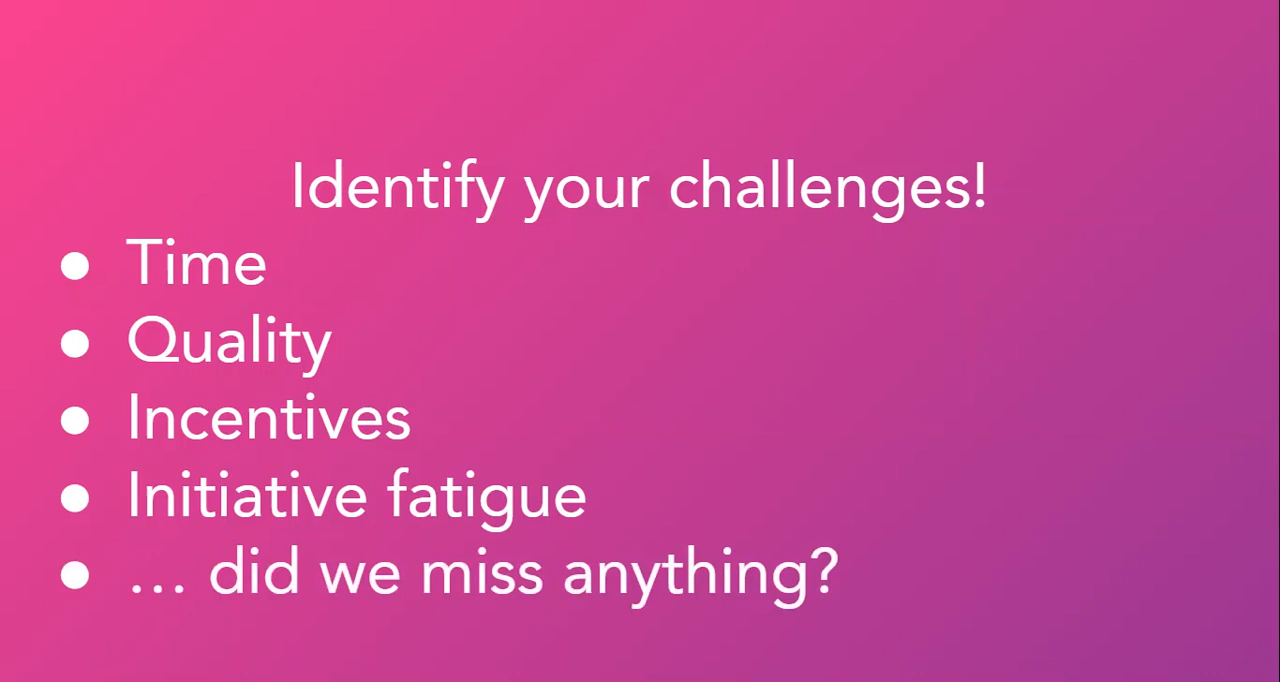 Identify your challenges!
● Time
● Quality
● Incentives
● Initiative fatigue
● … did we miss anything?